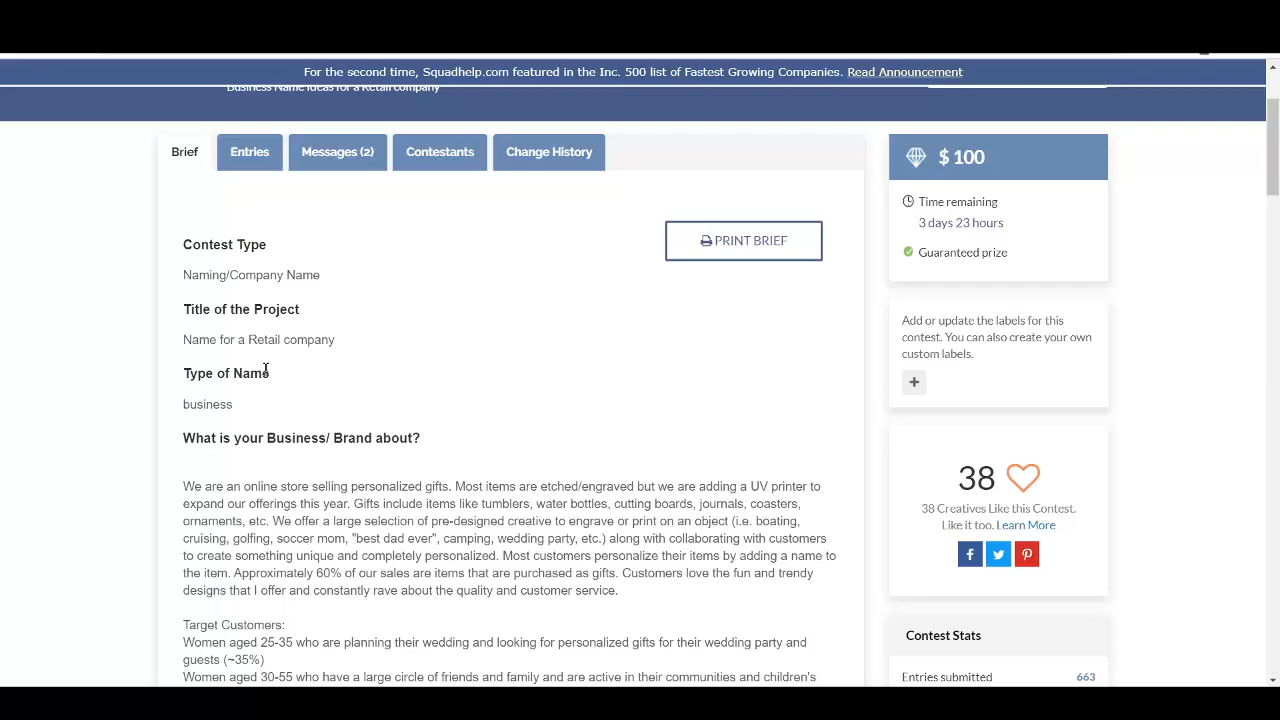 For the second time, Squadhelp.com featured in the Inc. 500 list of Fastest Growing Companies. Read Announcement
Business Name Ideas for a Retail company
Brief
Entries
Messages (2)
Contestants
Change History
PRINT BRIEF
Contest Type
Naming/Company Name
Title of the Project
Name for a Retail company
Type of Name
business
What is your Business/ Brand about?
We are an online store selling personalized gifts. Most items are etched/engraved but we are adding a UV printer to
expand our offerings this year. Gifts include items like tumblers, water bottles, cutting boards, journals, coasters,
ornaments, etc. We offer a large selection of pre-designed creative to engrave or print on an object (i.e. boating,
cruising, golfing, soccer mom, "best dad ever", camping, wedding party, etc.) along with collaborating with customers
to create something unique and completely personalized. Most customers personalize their items by adding a name to
the item. Approximately 60% of our sales are items that are purchased as gifts. Customers love the fun and trendy
designs that I offer and constantly rave about the quality and customer service.
Target Customers:
Women aged 25-35 who are planning their wedding and looking for personalized gifts for their wedding party and
guests (~35%)
Women aged 30-55 who have a large circle of friends and family and are active in their communities and children's
$ 100
Time remaining
3 days 23 hours
Guaranteed prize
Add or update the labels for this
contest. You can also create your own
custom labels.
+
38
38 Creatives Like this Contest.
Like it too. Learn More
Contest Stats
Entries submitted 663